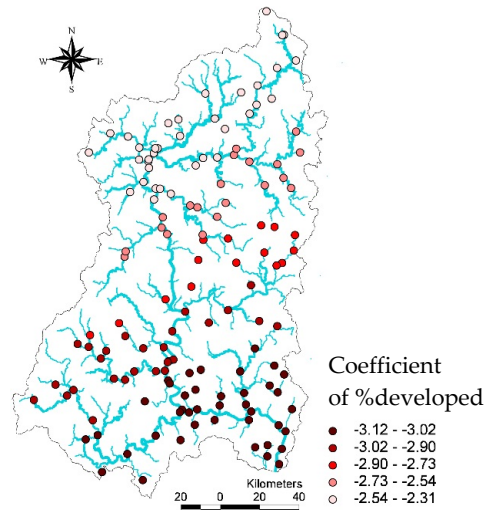 N
W E
S
Coefficient
of %developed
-3.12 - -3.02
-3.02 - -2.90
-2.90 - -2.73
-2.73 - -2.54
-2.54 - -2.31
Kilometers
20 0 20 40